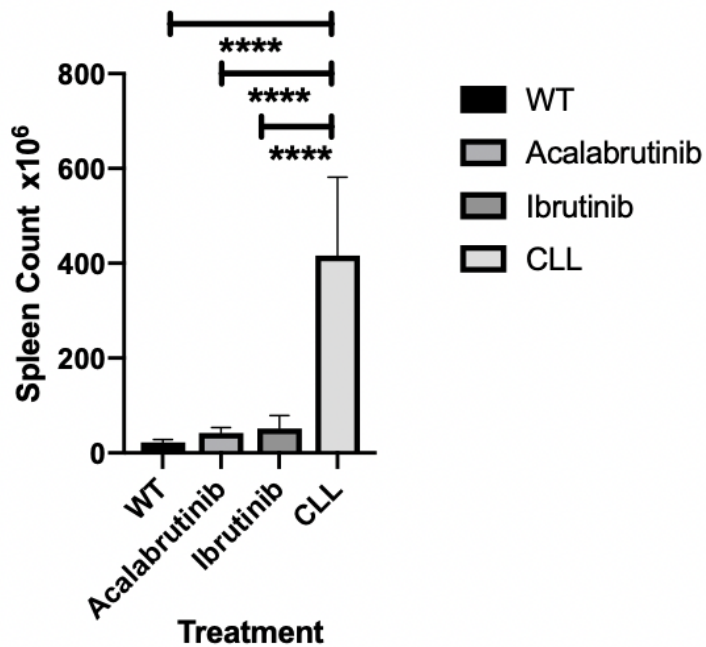 ****
****
****
800
600
400
200
0
Spleen Count x10⁶
WT
Acalabrutinib
Ibrutinib
CLL
Treatment
WT
Acalabrutinib
Ibrutinib
CLL